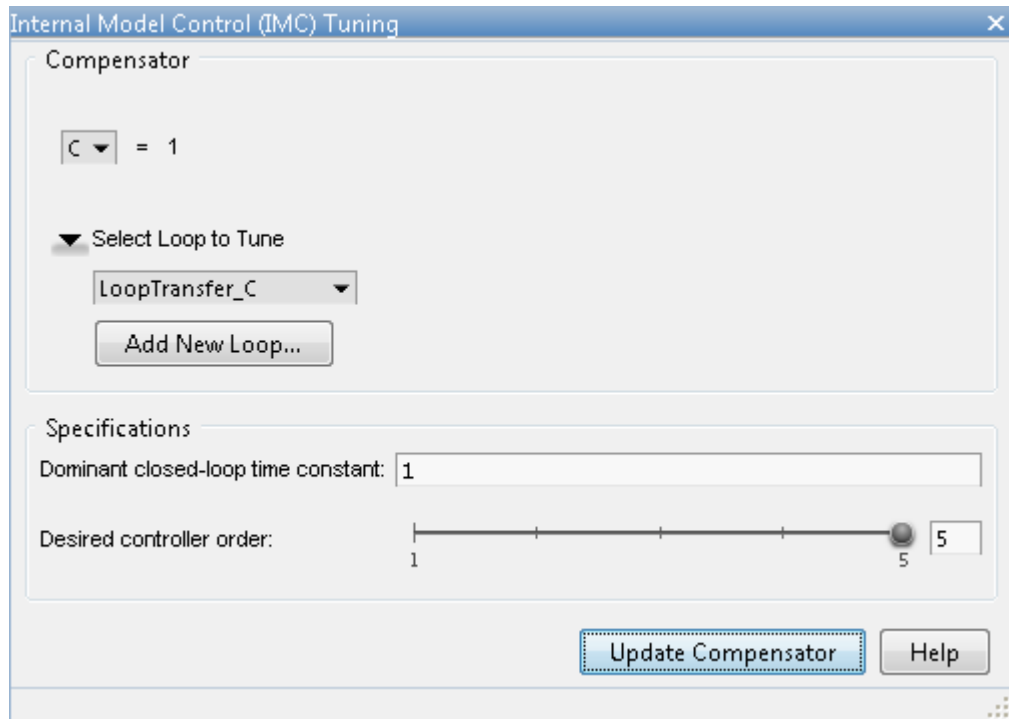 Internal Model Control (IMC) Tuning
Compensator
C = 1
Select Loop to Tune
LoopTransfer_C
Add New Loop...
Specifications
Dominant closed-loop time constant: 1
Desired controller order: 5
1 5
Update Compensator Help